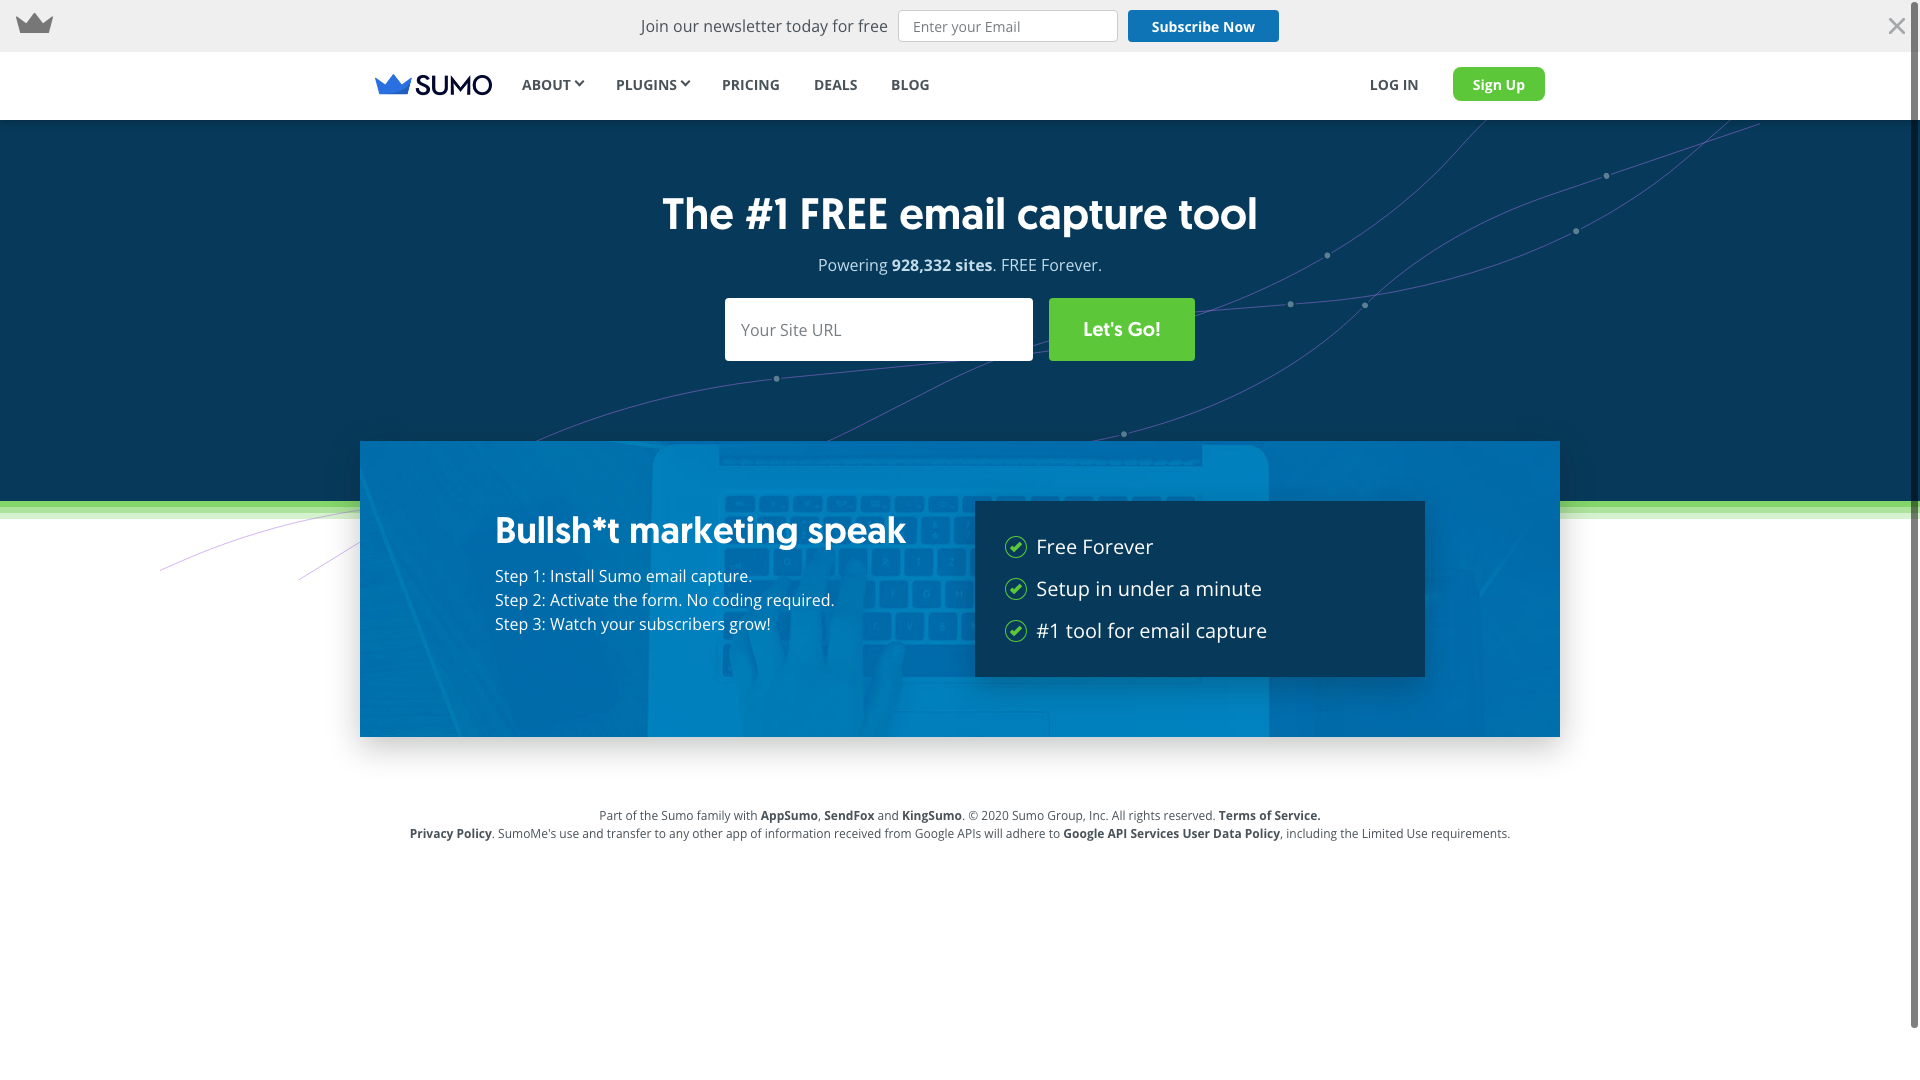 Join our newsletter today for free
Enter your Email
Subscribe Now
SUMO
ABOUT
PLUGINS
PRICING
DEALS
BLOG
LOG IN
Sign Up
The #1 FREE email capture tool
Powering 928,332 sites. FREE Forever.
Your Site URL
Let's Go!
Bullsh*t marketing speak
Step 1: Install Sumo email capture.
Step 2: Activate the form. No coding required.
Step 3: Watch your subscribers grow!
Free Forever
Setup in under a minute
#1 tool for email capture
Part of the Sumo family with AppSumo, SendFox and KingSumo. © 2020 Sumo Group, Inc. All rights reserved. Terms of Service.
Privacy Policy. SumoMe's use and transfer to any other app of information received from Google APIs will adhere to Google API Services User Data Policy, including the Limited Use requirements.